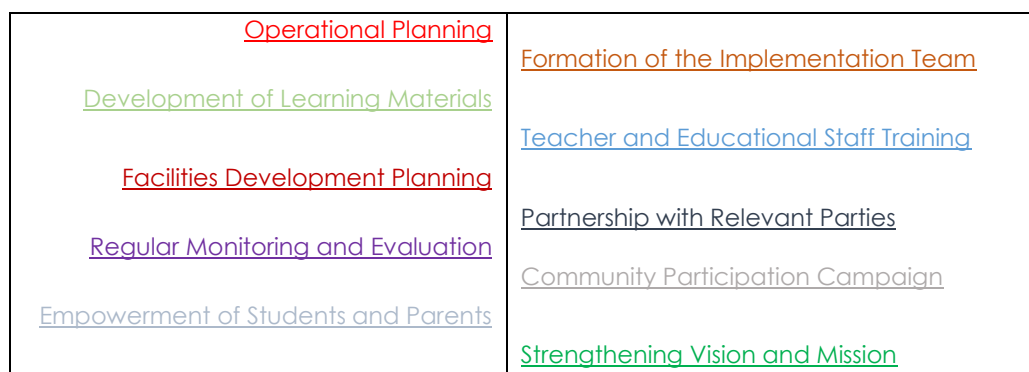 Operational Planning
Development of Learning Materials
Facilities Development Planning
Regular Monitoring and Evaluation
Empowerment of Students and Parents
Formation of the Implementation Team
Teacher and Educational Staff Training
Partnership with Relevant Parties
Community Participation Campaign
Strengthening Vision and Mission